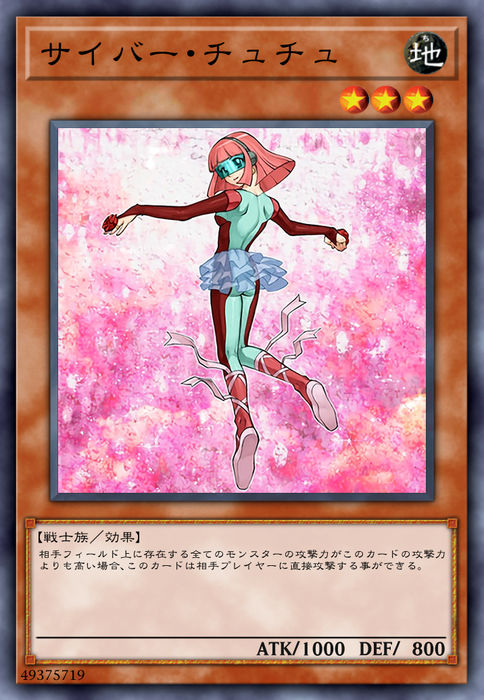 サイバー・チュチュ
地
ち
【戦士族／効果】
相手フィールド上に存在する全てのモンスターの攻撃力がこのカードの攻撃力
よりも高い場合、このカードは相手プレイヤーに直接攻撃する事ができる。
ATK/1000 DEF/ 800
49375719